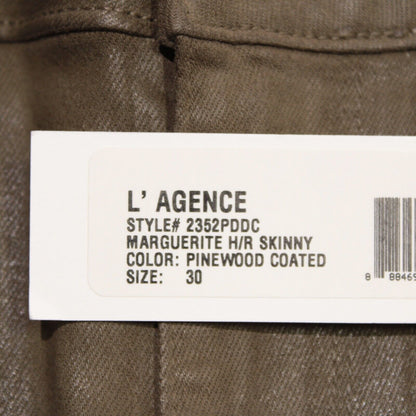 L' AGENCE
STYLE# 2352PDDC
MARGUERITE H/R SKINNY
COLOR: PINEWOOD COATED
SIZE: 30
8 88469